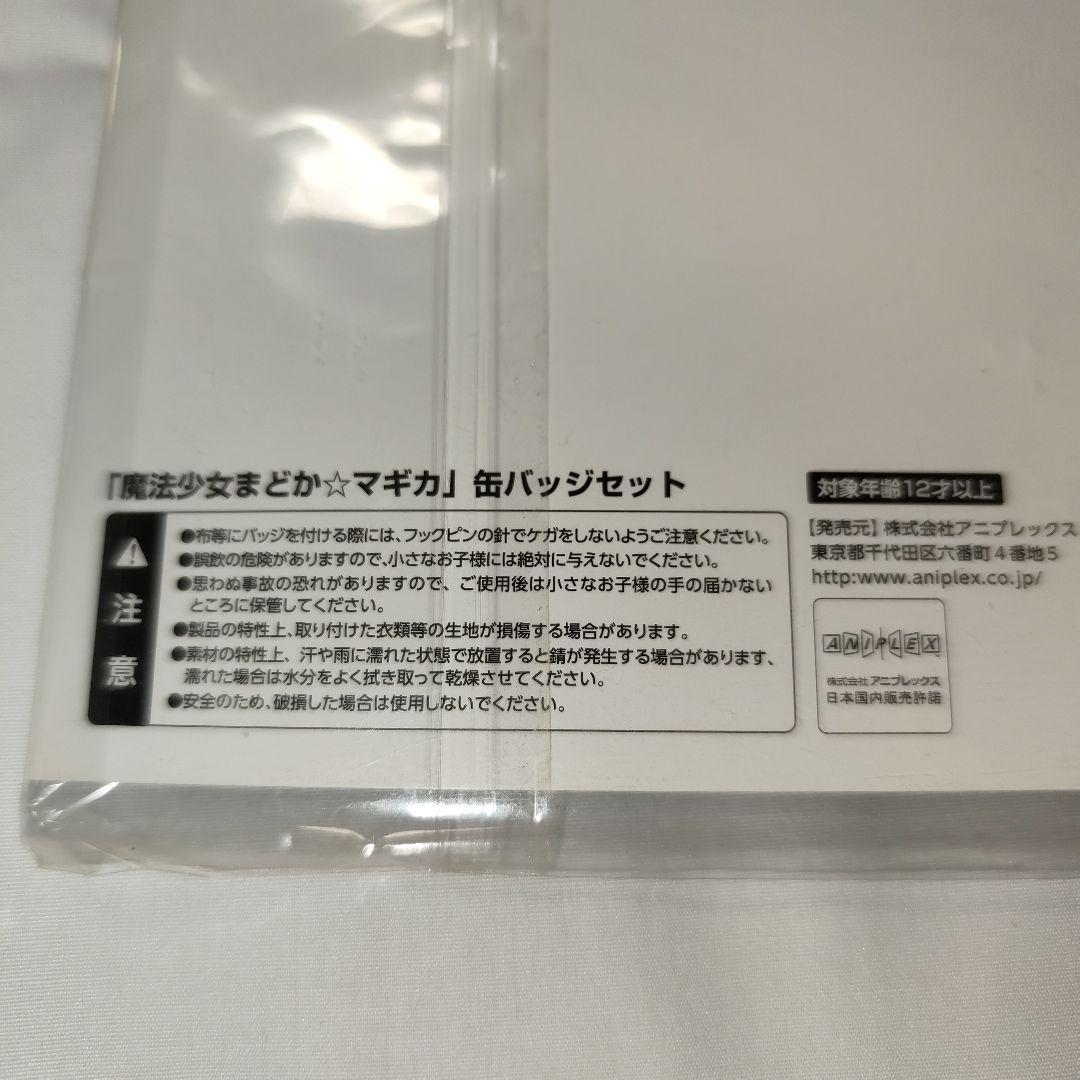 「魔法少女まどか☆マギカ」缶バッジセット
注意
●布等にバッジを付ける際には、フックピンの針でケガをしないようご注意ください。
●誤飲の危険がありますので、小さなお子様には絶対に与えないでください。
●思わぬ事故の恐れがありますので、ご使用後は小さなお子様の手の届かない
ところに保管してください。
●製品の特性上、取り付けた衣類等の生地が損傷する場合があります。
●素材の特性上、汗や雨に濡れた状態で放置すると錆が発生する場合があります、
濡れた場合は水分をよく拭き取って乾燥させてください。
●安全のため、破損した場合は使用しないでください。
対象年齢12才以上
【発売元】株式会社アニプレックス
東京都千代田区六番町4番地5
http:www.aniplex.co.jp/
ANIPLEX
株式会社アニプレックス
日本国内販売許諾